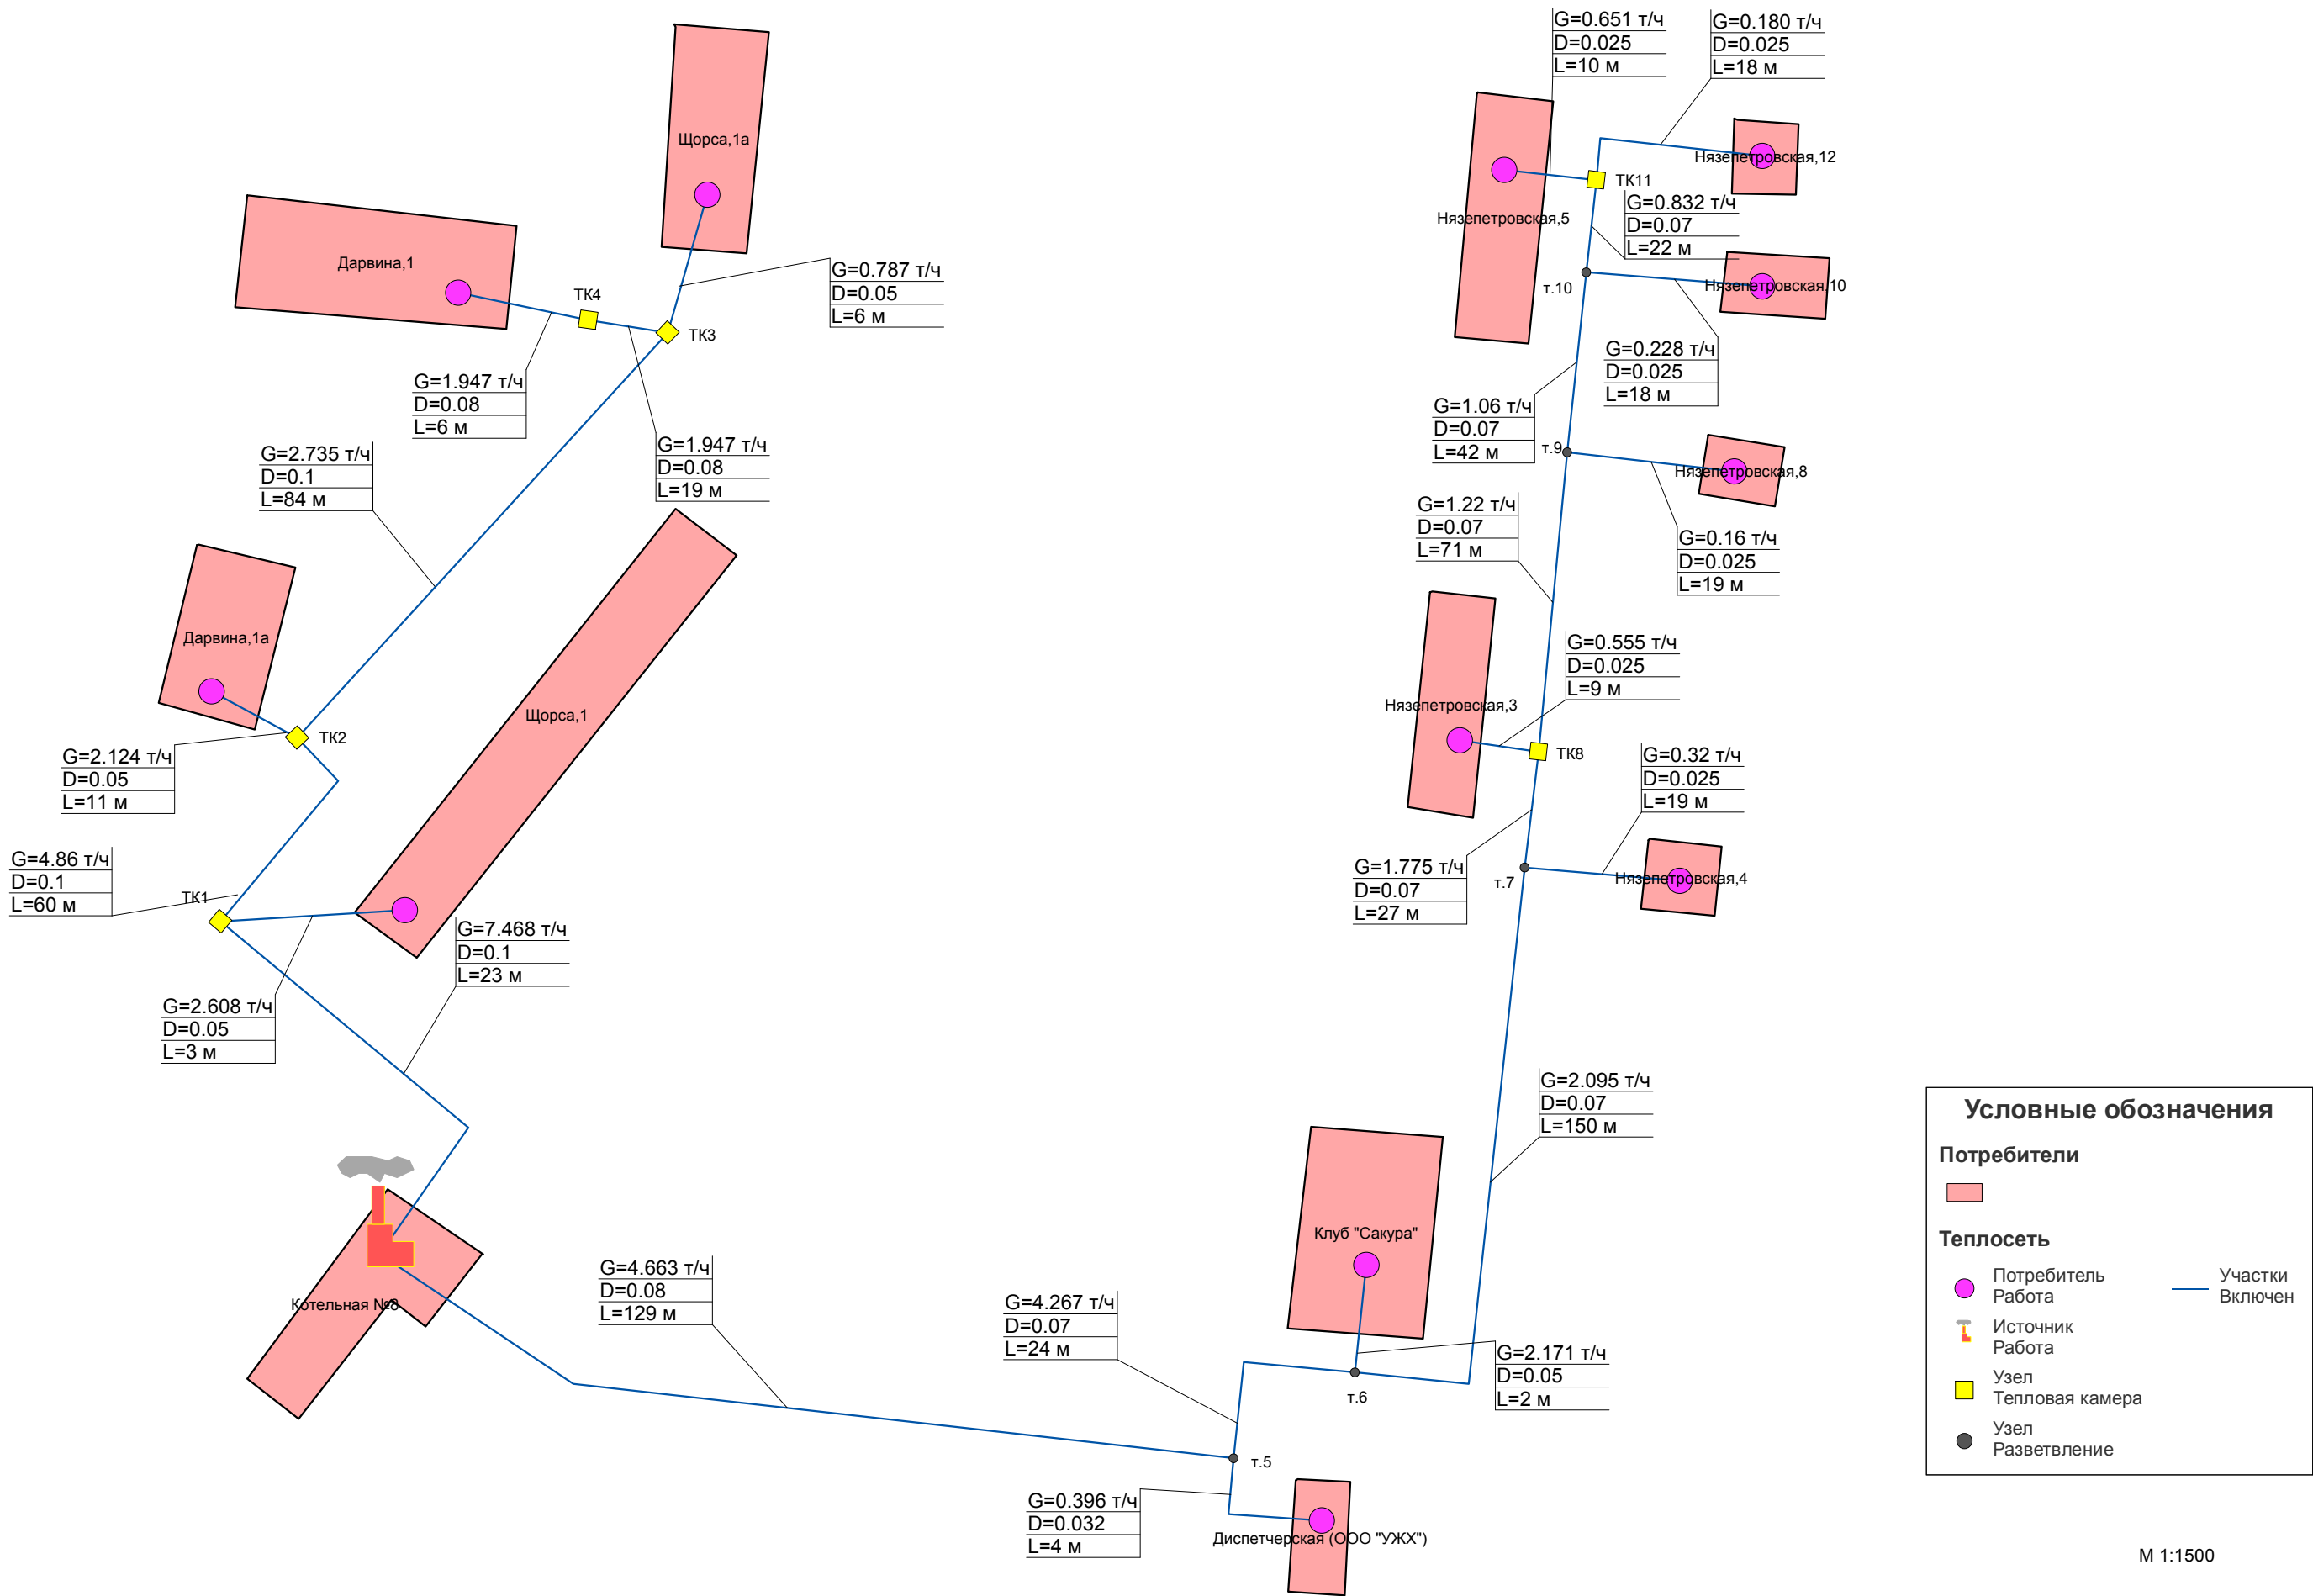 G=0.651 т/ч
D=0.025
L=10 м
G=0.180 т/ч
D=0.025
L=18 м
Щорса,1а
Нязепетровская,12
ТК11
Нязепетровская,5
G=0.832 т/ч
D=0.07
L=22 м
Дарвина,1
G=0.787 т/ч
D=0.05
L=6 м
ТК4
ТК3
т.10
Нязепетровская,10
G=0.228 т/ч
D=0.025
L=18 м
G=1.947 т/ч
D=0.08
L=6 м
G=1.06 т/ч
D=0.07
L=42 м
G=2.735 т/ч
D=0.1
L=84 м
G=1.947 т/ч
D=0.08
L=19 м
т.9
Нязепетровская,8
G=1.22 т/ч
D=0.07
L=71 м
G=0.16 т/ч
D=0.025
L=19 м
Дарвина,1а
G=0.555 т/ч
D=0.025
L=9 м
Щорса,1
Нязепетровская,3
ТК2
ТК8
G=2.124 т/ч
D=0.05
L=11 м
G=0.32 т/ч
D=0.025
L=19 м
G=4.86 т/ч
D=0.1
L=60 м
ТК1
G=1.775 т/ч
D=0.07
L=27 м
т.7
Нязепетровская,4
G=7.468 т/ч
D=0.1
L=23 м
G=2.608 т/ч
D=0.05
L=3 м
G=2.095 т/ч
D=0.07
L=150 м
Клуб "Сакура"
Котельная №8
G=4.663 т/ч
D=0.08
L=129 м
G=4.267 т/ч
D=0.07
L=24 м
G=2.171 т/ч
D=0.05
L=2 м
т.6
т.5
G=0.396 т/ч
D=0.032
L=4 м
Диспетчерская (ООО "УЖХ")
Условные обозначения
Потребители
Теплосеть
Потребитель
Работа
Участки
Включен
Источник
Работа
Узел
Тепловая камера
Узел
Разветвление
М 1:1500